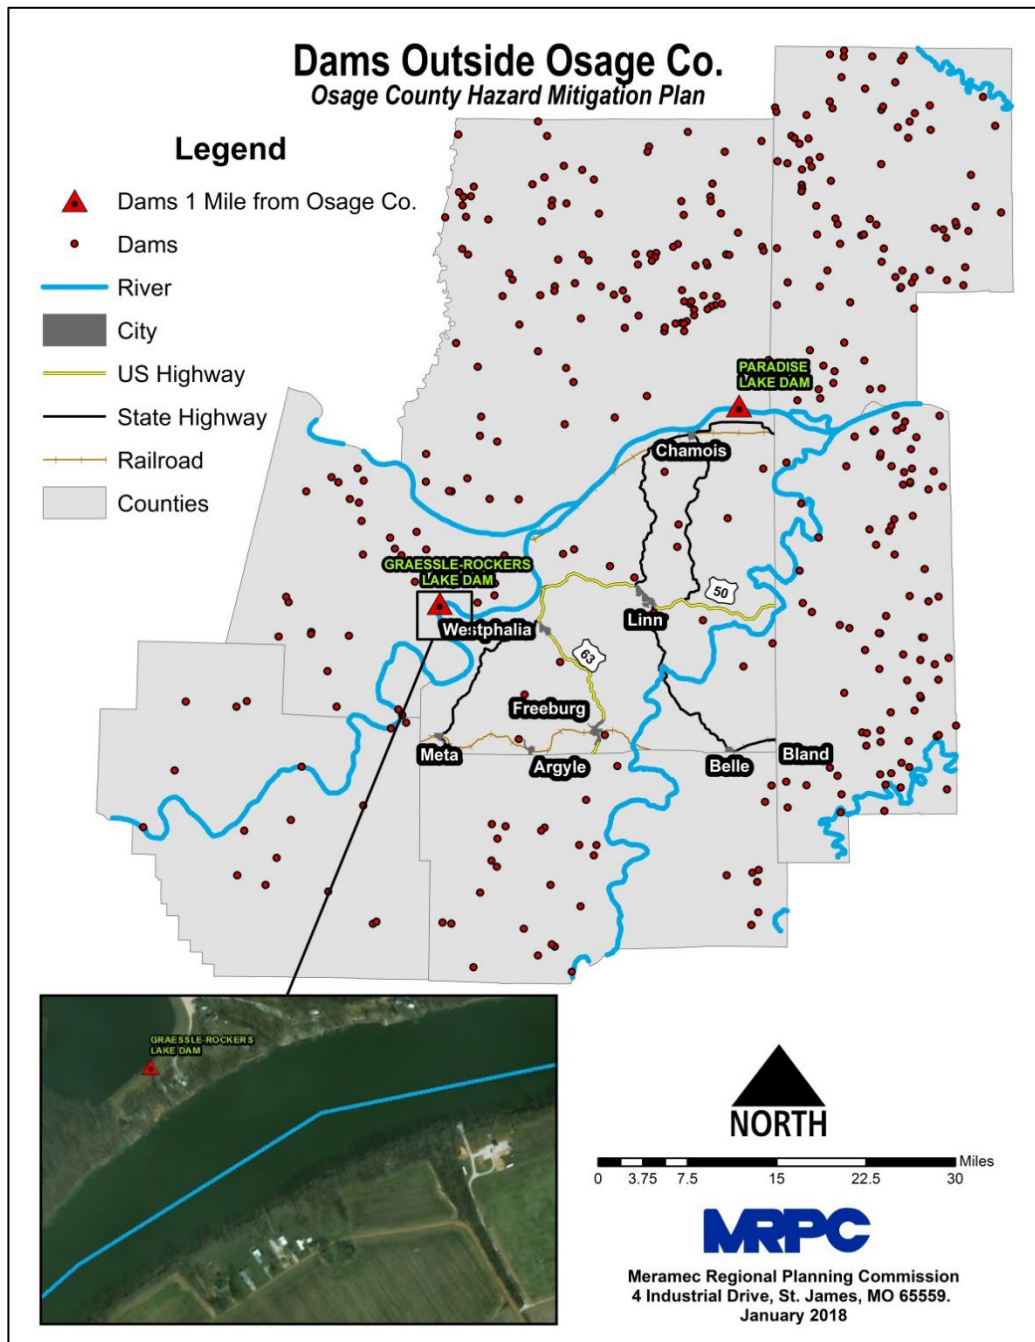 Dams Outside Osage Co.
Osage County Hazard Mitigation Plan
Legend
Dams 1 Mile from Osage Co.
Dams
River
City
US Highway
State Highway
Railroad
Counties
PARADISE
LAKE DAM
Chamois
GRAESSLE-ROCKERS
LAKE DAM
50
Linn
Westphalia
63
Freeburg
Meta
Argyle
Belle
Bland
GRAESSLE-ROCKERS
LAKE DAM
NORTH
Miles
0 3.75 7.5 15 22.5 30
MRPC
Meramec Regional Planning Commission
4 Industrial Drive, St. James, MO 65559.
January 2018